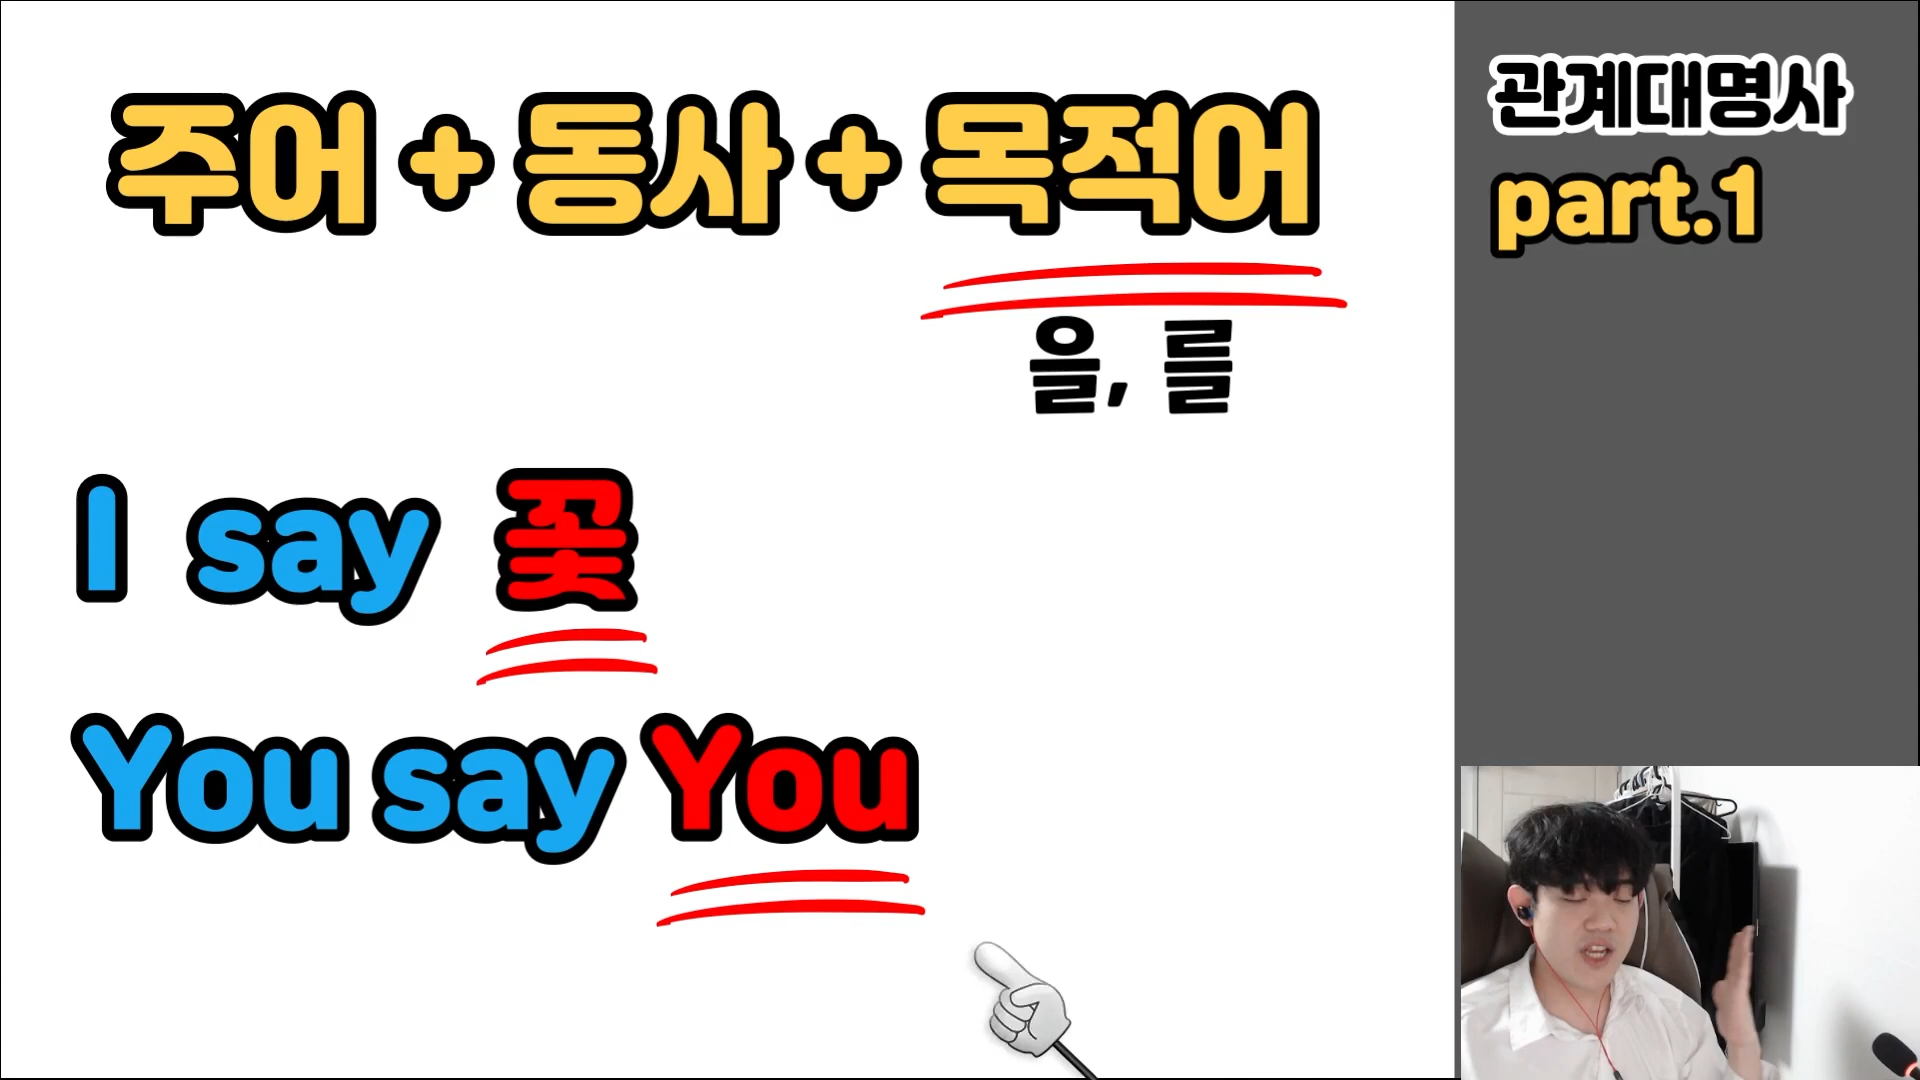 주어 + 동사 + 목적어
을, 를
I say 꽃
You say You
관계대명사
part.1